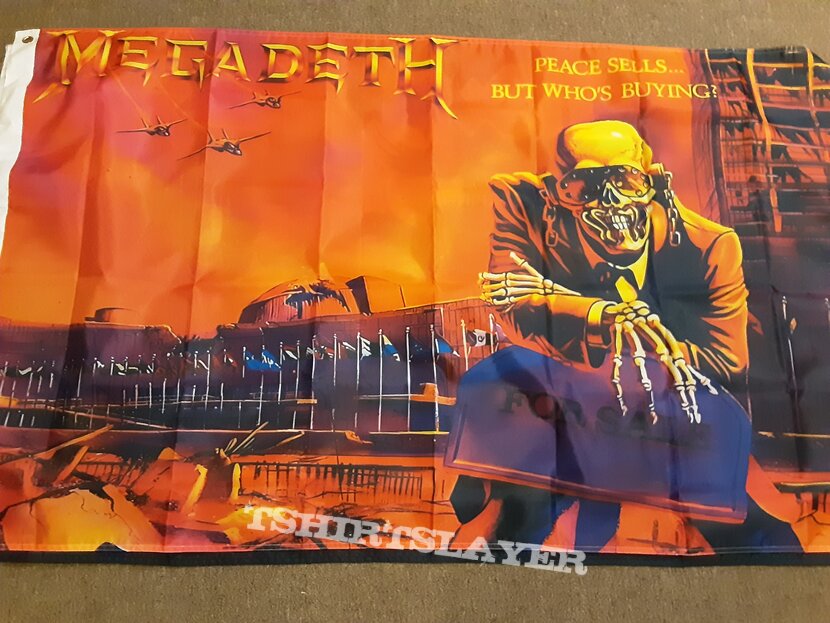 MEGADETH
PEACE SELLS...
BUT WHO'S BUYING?
FOR SALE
TSHIRTSLAYER